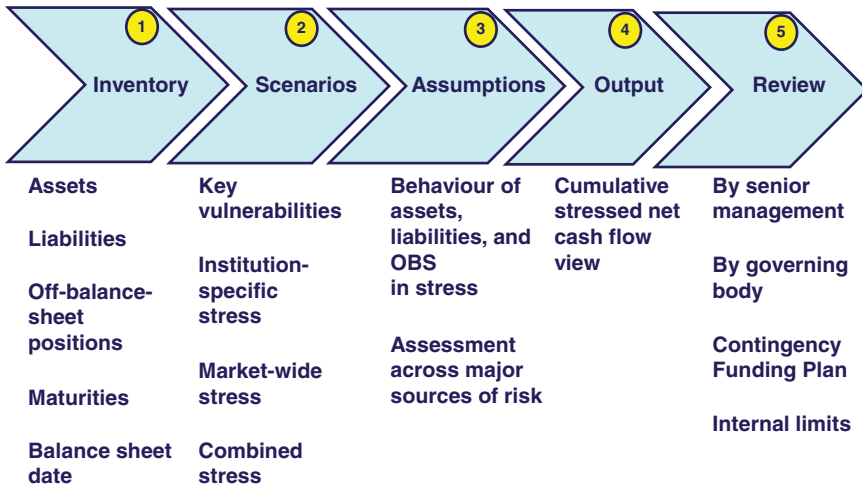 1
Inventory
Assets
Liabilities
Off-balance-
sheet
positions
Maturities
Balance sheet
date
2
Scenarios
Key
vulnerabilities
Institution-
specific
stress
Market-wide
stress
Combined
stress
3
Assumptions
Behaviour of
assets,
liabilities, and
OBS
in stress
Assessment
across major
sources of risk
4
Output
Cumulative
stressed net
cash flow
view
5
Review
By senior
management
By governing
body
Contingency
Funding Plan
Internal limits